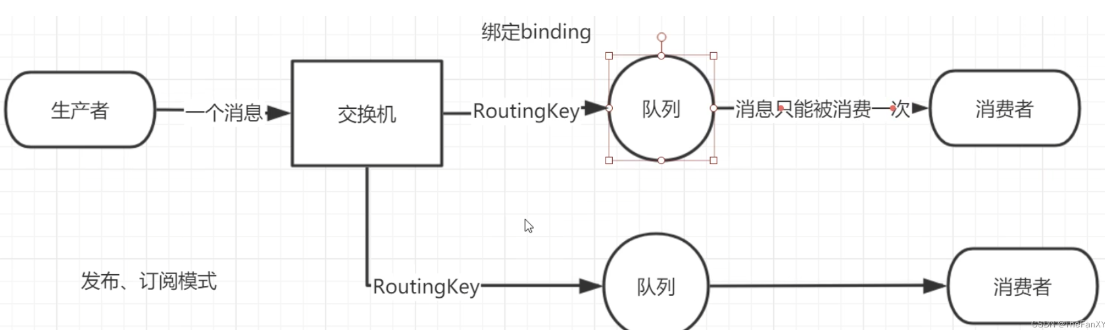 绑定binding
生产者
一个消息
交换机
RoutingKey
队列
消息只能被消费一次
消费者
发布、订阅模式
RoutingKey
队列
消费者
CSDN @TheFanXY